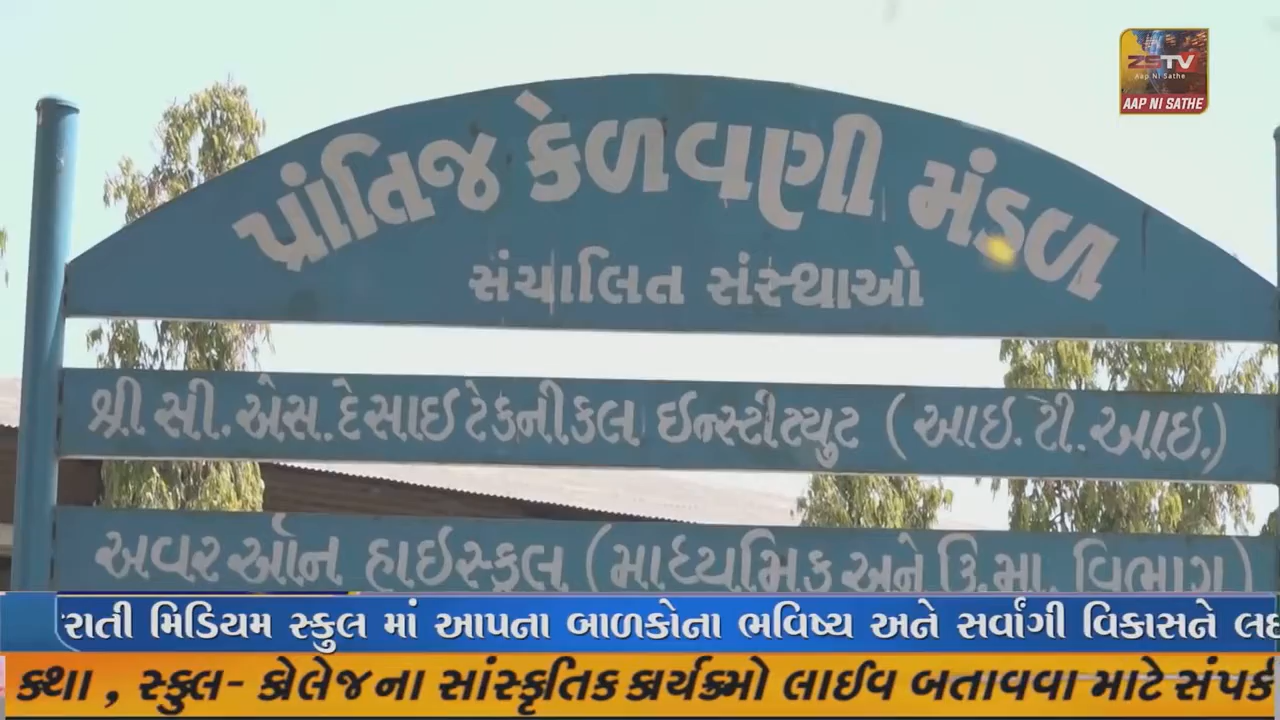 ZSTV
Aap Ni Sathe
AAP NI SATHE
પ્રાંતિજ કેળવણી મંડળ
સંચાલિત સંસ્થાઓ
શ્રી સી. એસ. દેસાઇ ટેકનીકલ ઇન્સ્ટીટ્યુટ (આઇ. ટી. આઇ.)
અવર ઑન હાઇસ્કૂલ (માધ્યમિક અને ઉ. મા. વિભાગ)
રાતી મિડિયમ સ્કુલ માં આપના બાળકોના ભવિષ્ય અને સર્વાંગી વિકાસને
કથા , સ્કુલ- કોલેજના સાંસ્કૃતિક કાર્યક્રમો લાઈવ બતાવવા માટે સંપર્ક